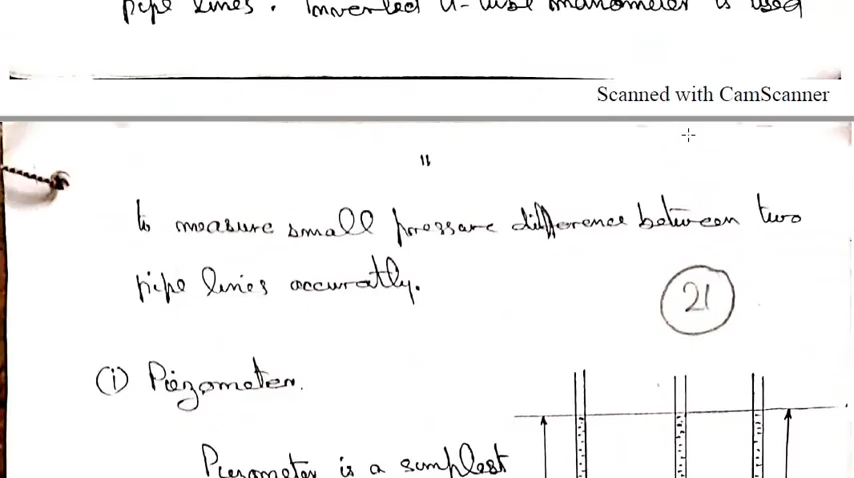 pipe lines. Inverted U-tube manometer is used
Scanned with CamScanner
11
to measure small pressure difference between two
pipe lines accuratly.
21
(i) Piezometer.
Piezometer is a simplest